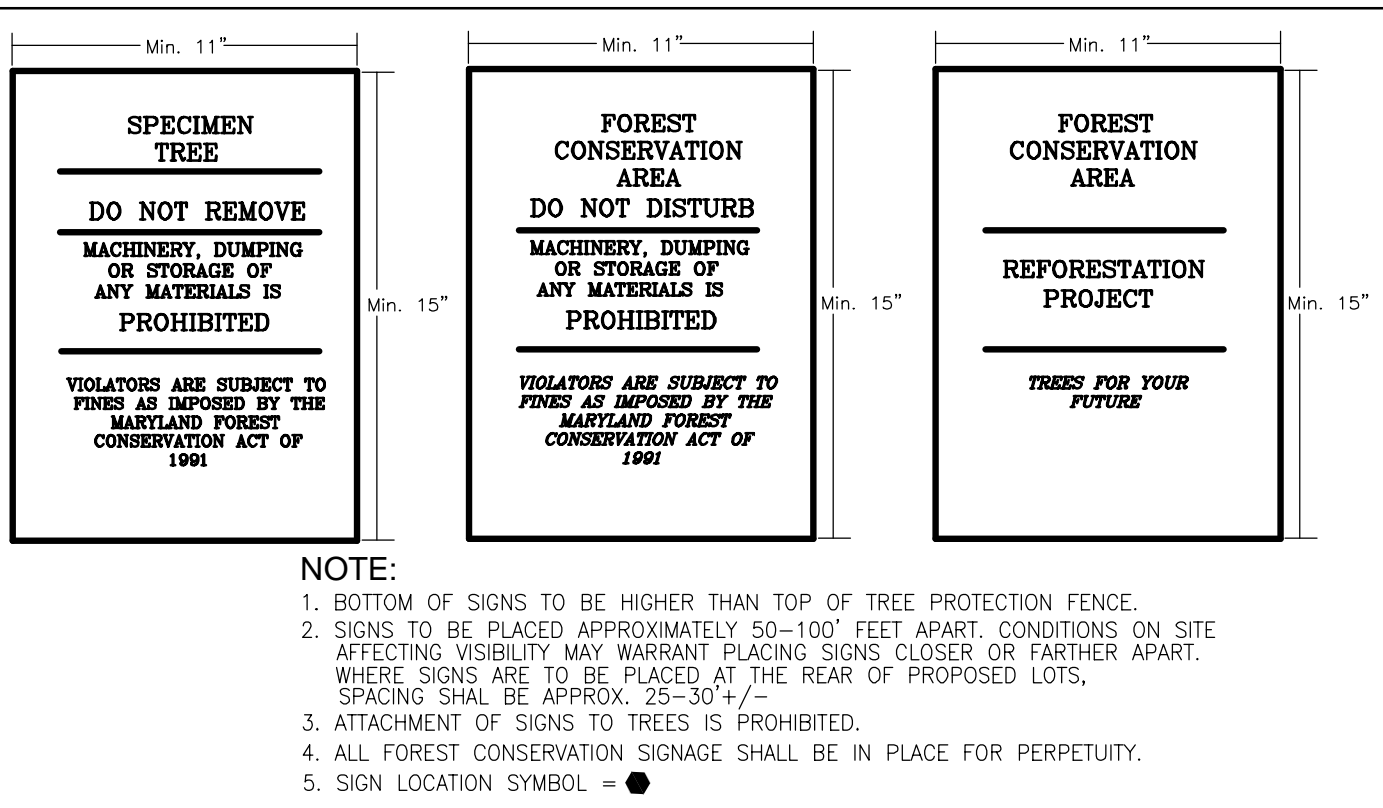 Min. 11"
SPECIMEN
TREE
DO NOT REMOVE
MACHINERY, DUMPING
OR STORAGE OF
ANY MATERIALS IS
PROHIBITED
VIOLATORS ARE SUBJECT TO
FINES AS IMPOSED BY THE
MARYLAND FOREST
CONSERVATION ACT OF
1991
Min. 15"
Min. 11"
FOREST
CONSERVATION
AREA
DO NOT DISTURB
MACHINERY, DUMPING
OR STORAGE OF
ANY MATERIALS IS
PROHIBITED
VIOLATORS ARE SUBJECT TO
FINES AS IMPOSED BY THE
MARYLAND FOREST
CONSERVATION ACT OF
1991
Min. 15"
Min. 11"
FOREST
CONSERVATION
AREA
REFORESTATION
PROJECT
TREES FOR YOUR
FUTURE
Min. 15"
NOTE:
1. BOTTOM OF SIGNS TO BE HIGHER THAN TOP OF TREE PROTECTION FENCE.
2. SIGNS TO BE PLACED APPROXIMATELY 50-100' FEET APART. CONDITIONS ON SITE
AFFECTING VISIBILITY MAY WARRANT PLACING SIGNS CLOSER OR FARTHER APART.
WHERE SIGNS ARE TO BE PLACED AT THE REAR OF PROPOSED LOTS,
SPACING SHAL BE APPROX. 25-30'+/-
3. ATTACHMENT OF SIGNS TO TREES IS PROHIBITED.
4. ALL FOREST CONSERVATION SIGNAGE SHALL BE IN PLACE FOR PERPETUITY.
5. SIGN LOCATION SYMBOL =